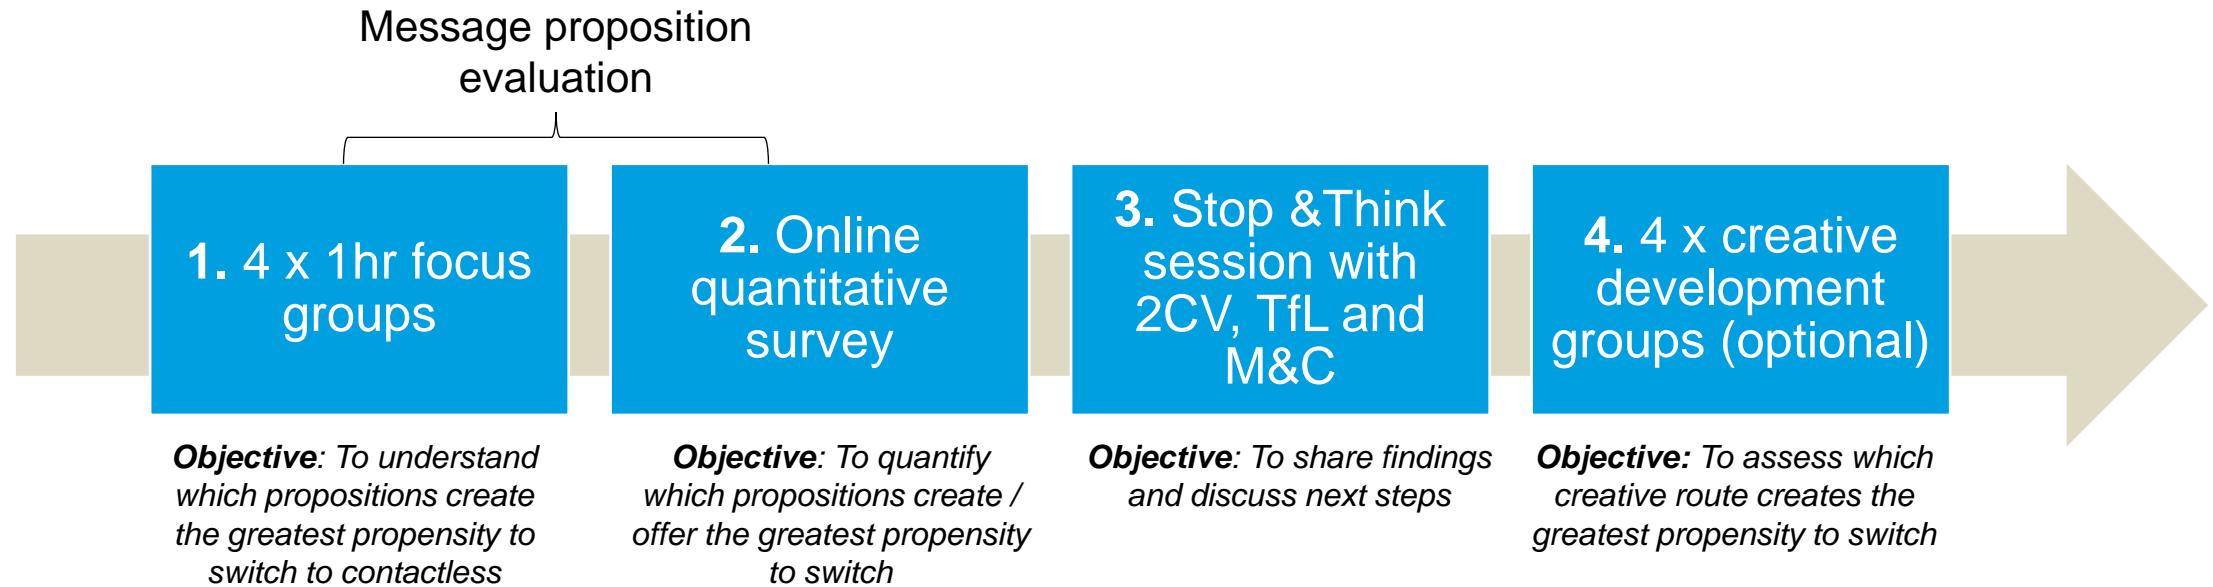 Message proposition
evaluation
1. 4 x 1hr focus
groups
2. Online
quantitative
survey
3. Stop &Think
session with
2CV, TfL and
M&C
4. 4 x creative
development
groups (optional)
Objective: To understand
which propositions create
the greatest propensity to
switch to contactless
Objective: To quantify
which propositions create /
offer the greatest propensity
to switch
Objective: To share findings
and discuss next steps
Objective: To assess which
creative route creates the
greatest propensity to switch